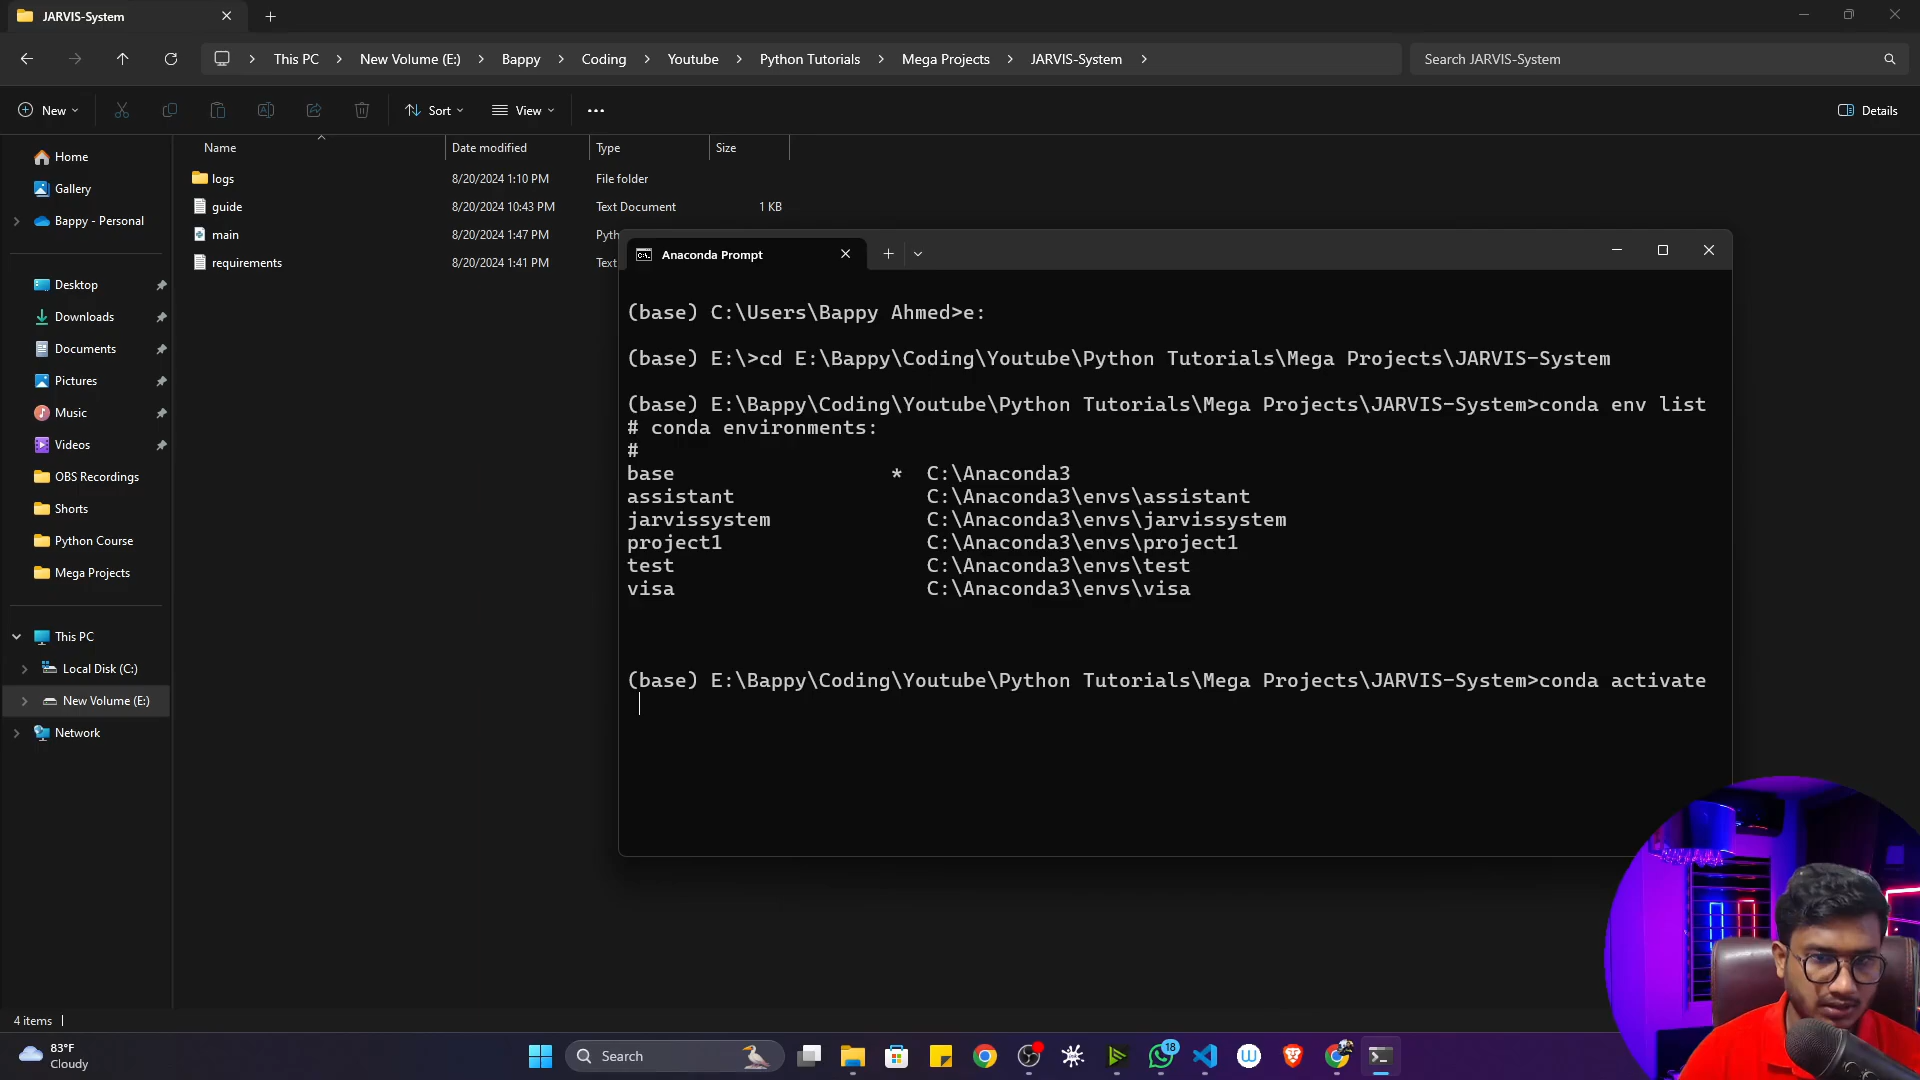 JARVIS-System
This PC
New Volume (E:)
Bappy
Coding
Youtube
Python Tutorials
Mega Projects
JARVIS-System
Search JARVIS-System
New
Sort
View
Details
Name
Date modified
Type
Size
logs
8/20/2024 1:10 PM
File folder
guide
8/20/2024 10:43 PM
Text Document
1 KB
main
8/20/2024 1:47 PM
Pyth
requirements
8/20/2024 1:41 PM
Text
Home
Gallery
Bappy - Personal
Desktop
Downloads
Documents
Pictures
Music
Videos
OBS Recordings
Shorts
Python Course
Mega Projects
This PC
Local Disk (C:)
New Volume (E:)
Network
Anaconda Prompt
(base) C:\Users\Bappy Ahmed>e:
(base) E:\>cd E:\Bappy\Coding\Youtube\Python Tutorials\Mega Projects\JARVIS-System
(base) E:\Bappy\Coding\Youtube\Python Tutorials\Mega Projects\JARVIS-System>conda env list
# conda environments:
#
base * C:\Anaconda3
assistant C:\Anaconda3\envs\assistant
jarvissystem C:\Anaconda3\envs\jarvissystem
project1 C:\Anaconda3\envs\project1
test C:\Anaconda3\envs\test
visa C:\Anaconda3\envs\visa
(base) E:\Bappy\Coding\Youtube\Python Tutorials\Mega Projects\JARVIS-System>conda activate
4 items
83°F
Cloudy
Search
18